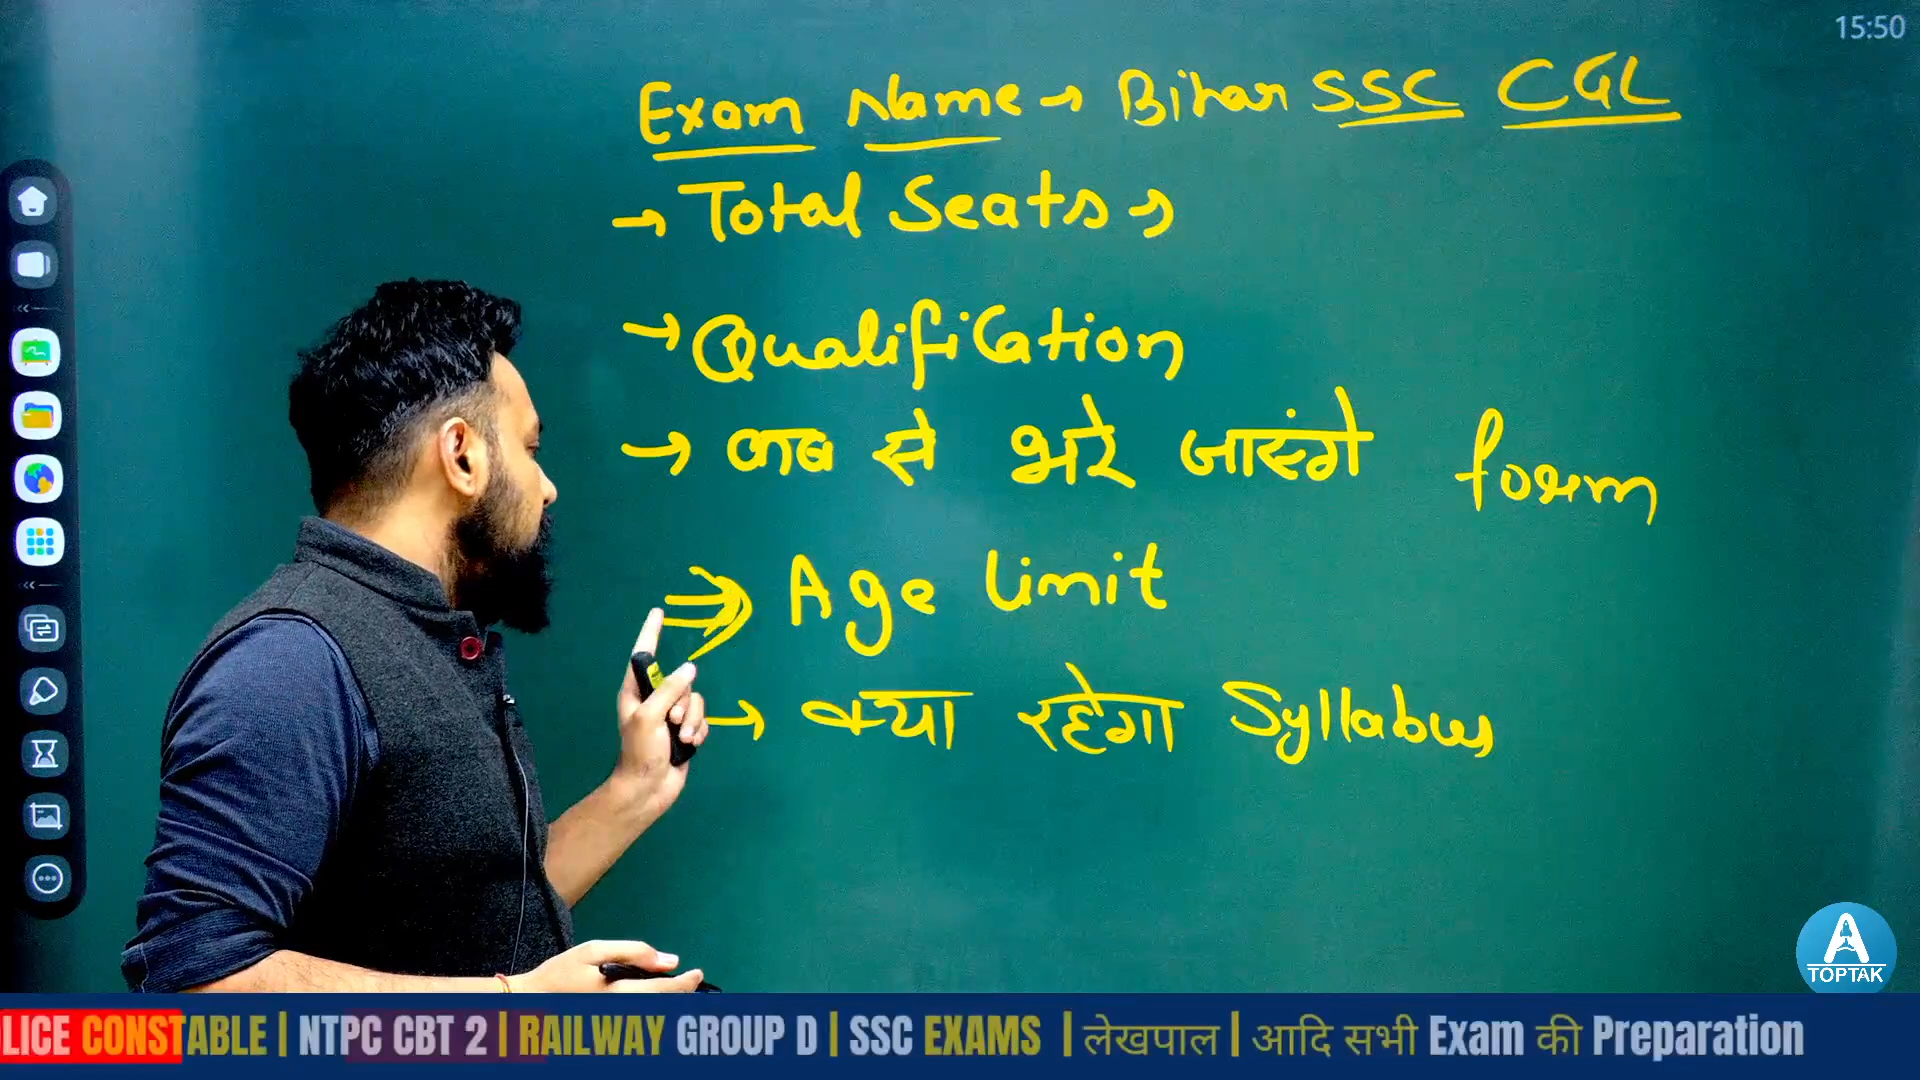 15:50
Exam Name → Bihar SSC CGL
→ Total Seats →
→ Qualification
→ कब से भरे जाएंगे form
⇒ Age limit
→ क्या रहेगा Syllabus
A
TOPTAK
OLICE CONSTABLE | NTPC CBT 2 | RAILWAY GROUP D | SSC EXAMS | लेखपाल | आदि सभी Exam की Preparation